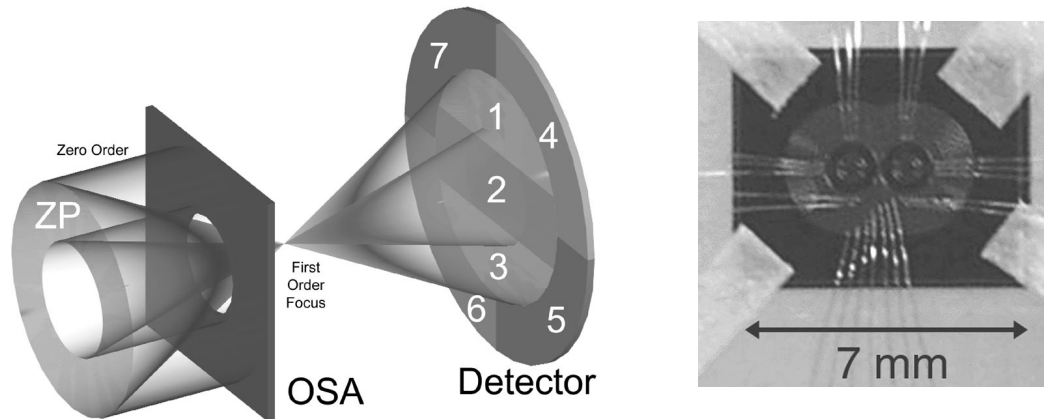 Zero Order
ZP
First
Order
Focus
OSA
7
1
4
2
3
6
5
Detector
7 mm